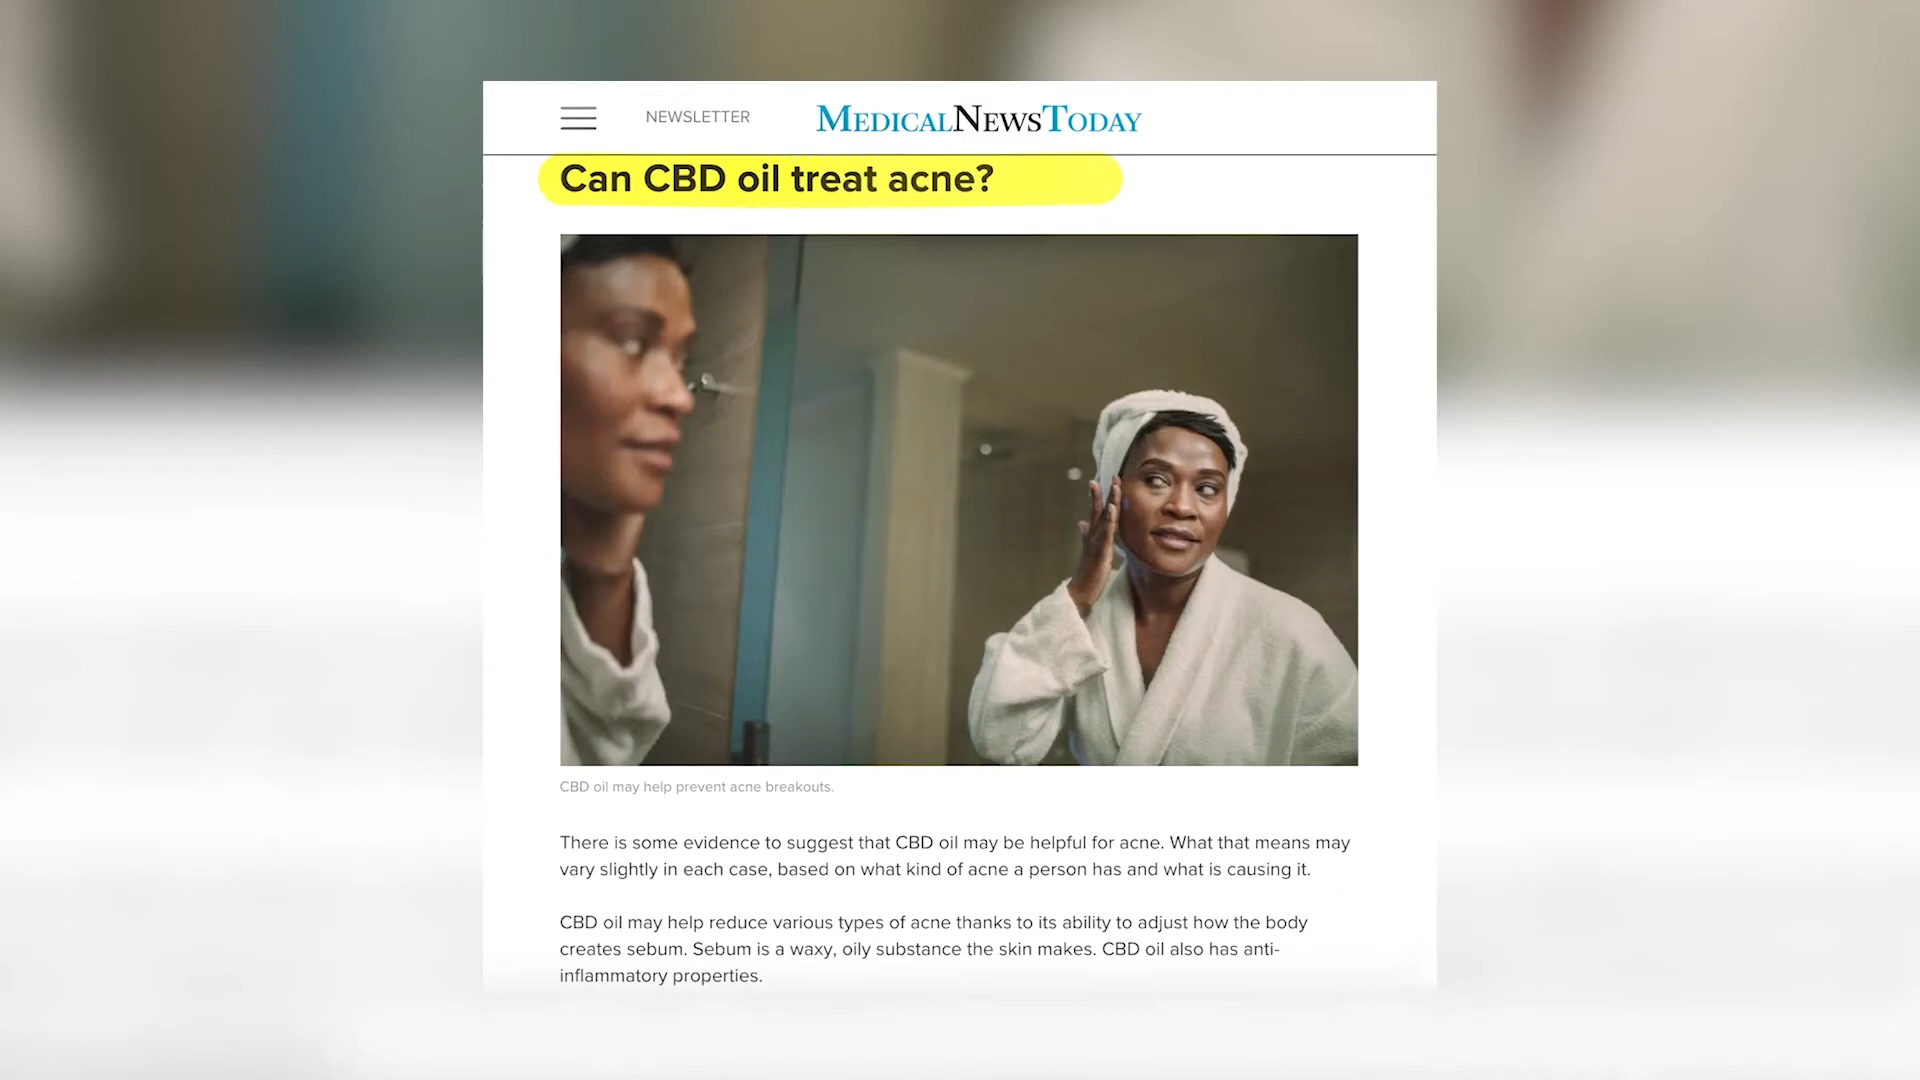 NEWSLETTER
MEDICALNEWSTODAY
Can CBD oil treat acne?
CBD oil may help prevent acne breakouts.
There is some evidence to suggest that CBD oil may be helpful for acne. What that means may
vary slightly in each case, based on what kind of acne a person has and what is causing it.
CBD oil may help reduce various types of acne thanks to its ability to adjust how the body
creates sebum. Sebum is a waxy, oily substance the skin makes. CBD oil also has anti-
inflammatory properties.